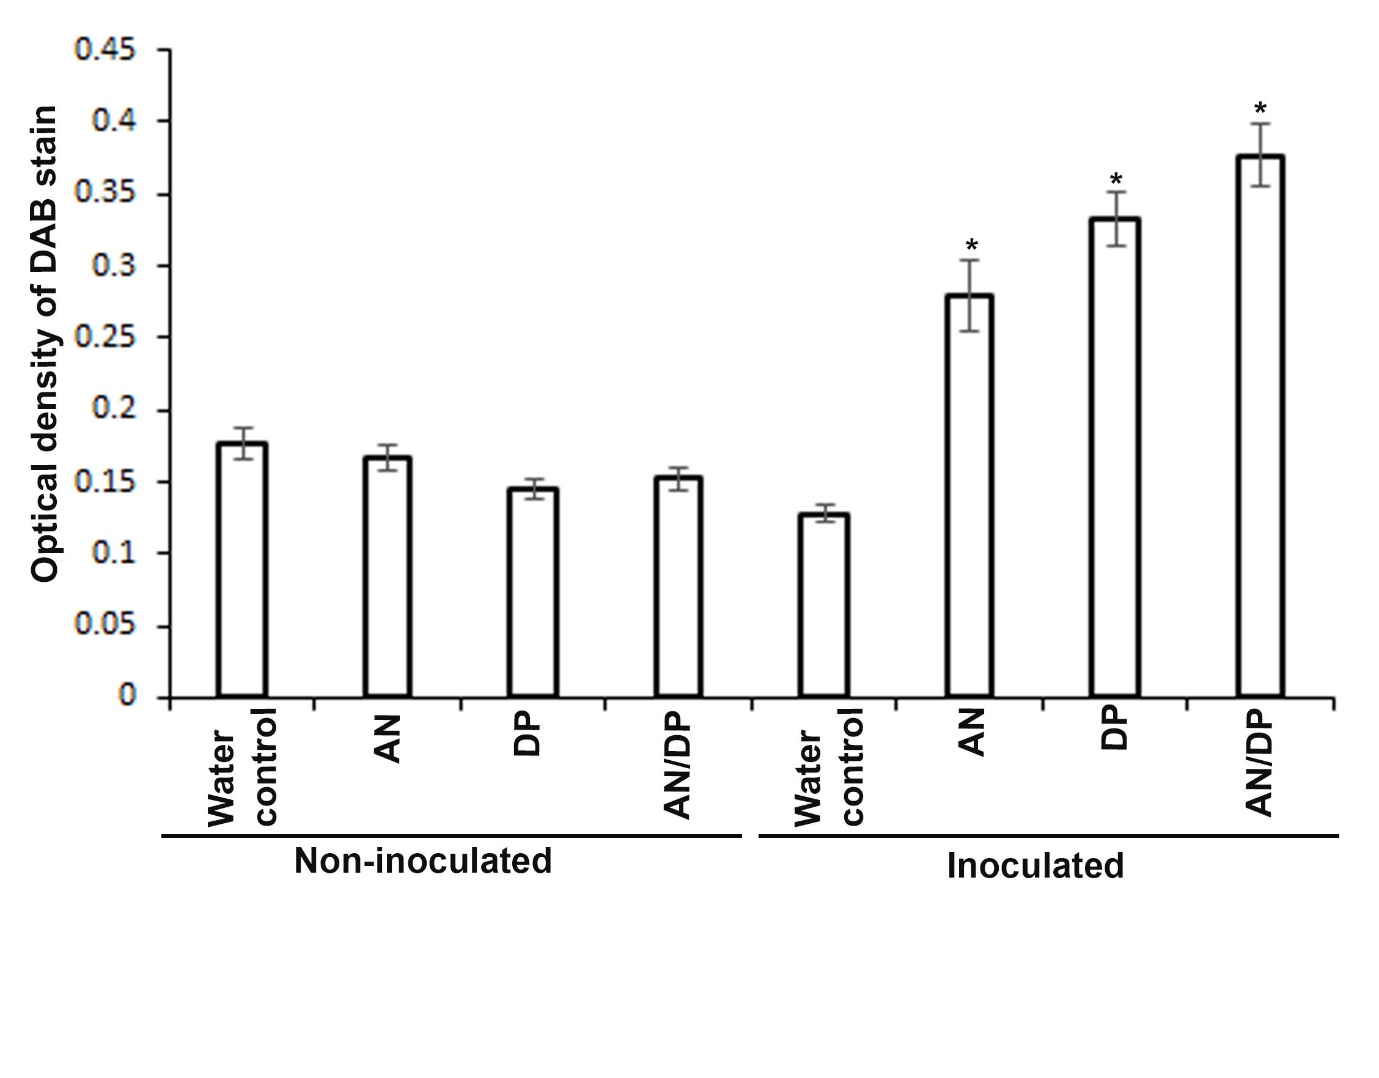 Optical density of DAB stain
0.45
0.4
0.35
0.3
0.25
0.2
0.15
0.1
0.05
0
*
*
*
Water
control
AN
DP
AN/DP
Water
control
AN
DP
AN/DP
Non-inoculated
Inoculated